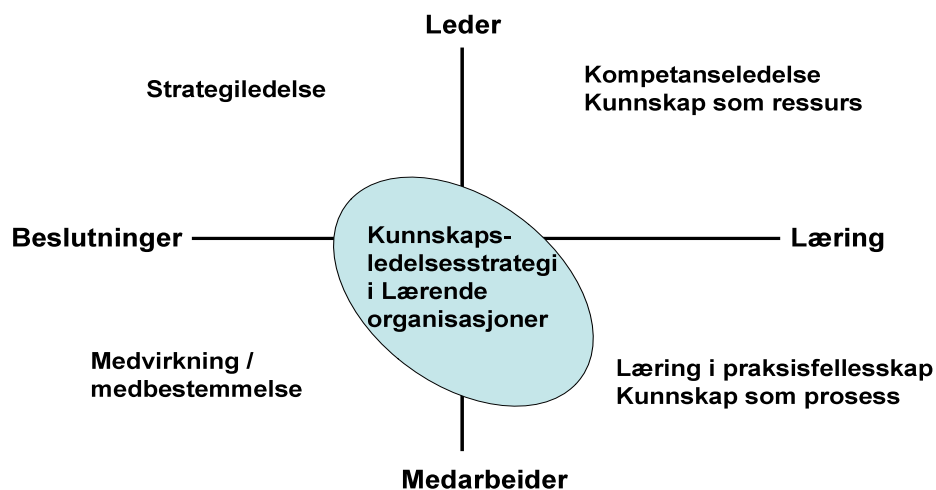 Leder
Strategiledelse
Kompetanseledelse
Kunnskap som ressurs
Beslutninger
Kunnskaps-
ledelsesstrategi
i Lærende
organisasjoner
Læring
Medvirkning /
medbestemmelse
Læring i praksisfellesskap
Kunnskap som prosess
Medarbeider